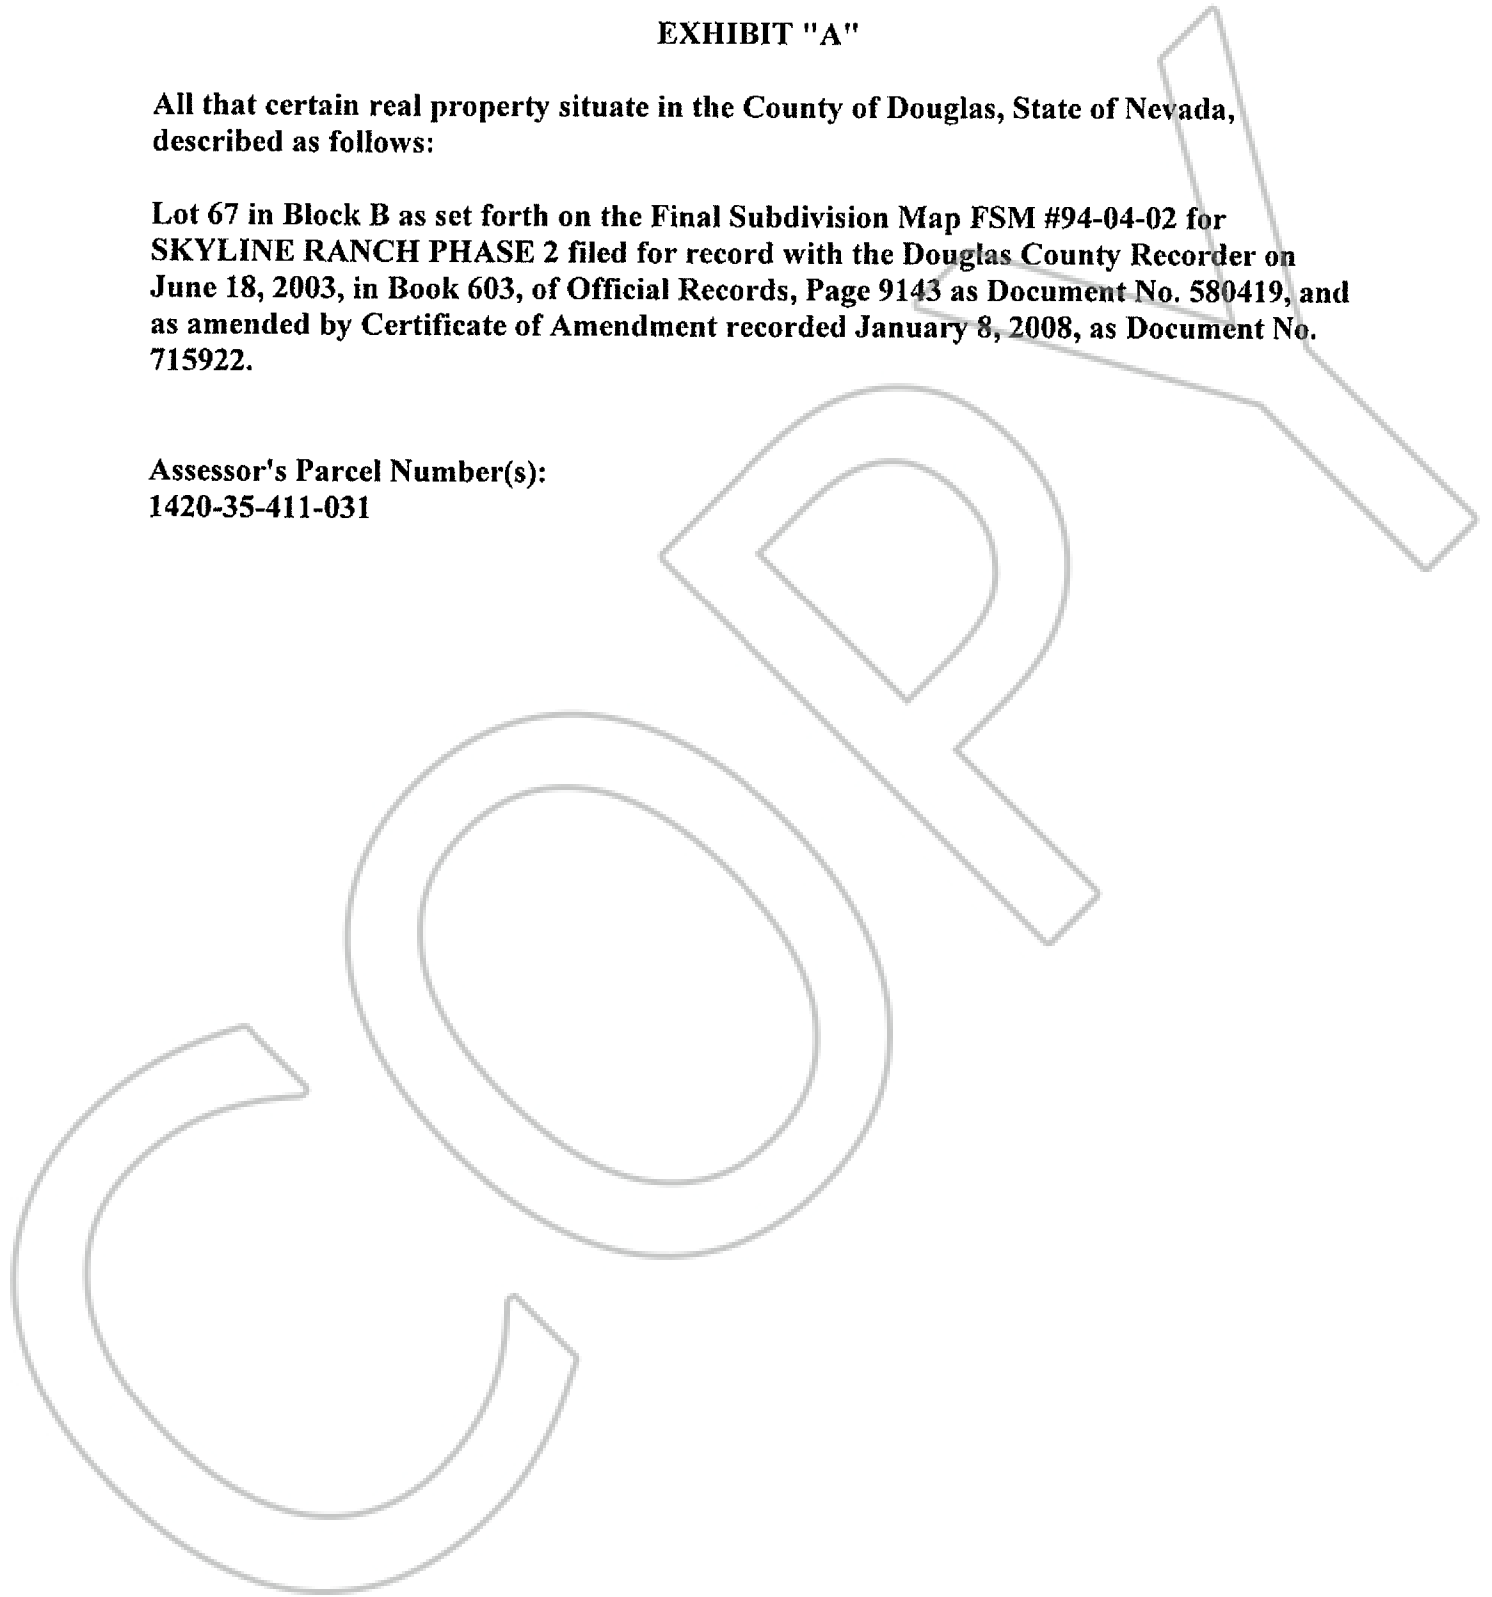 EXHIBIT "A"
All that certain real property situate in the County of Douglas, State of Nevada,
described as follows:
Lot 67 in Block B as set forth on the Final Subdivision Map FSM #94-04-02 for
SKYLINE RANCH PHASE 2 filed for record with the Douglas County Recorder on
June 18, 2003, in Book 603, of Official Records, Page 9143 as Document No. 580419, and
as amended by Certificate of Amendment recorded January 8, 2008, as Document No.
715922.
Assessor's Parcel Number(s):
1420-35-411-031
COPY